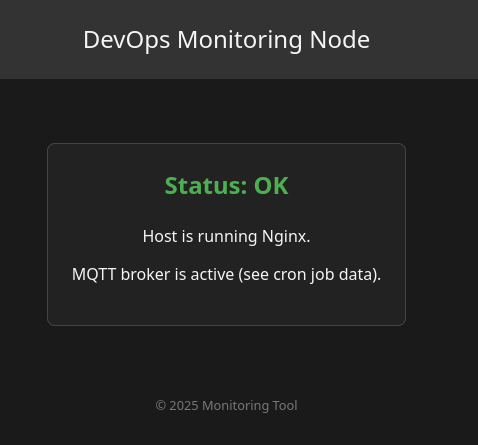 DevOps Monitoring Node
Status: OK
Host is running Nginx.
MQTT broker is active (see cron job data).
© 2025 Monitoring Tool